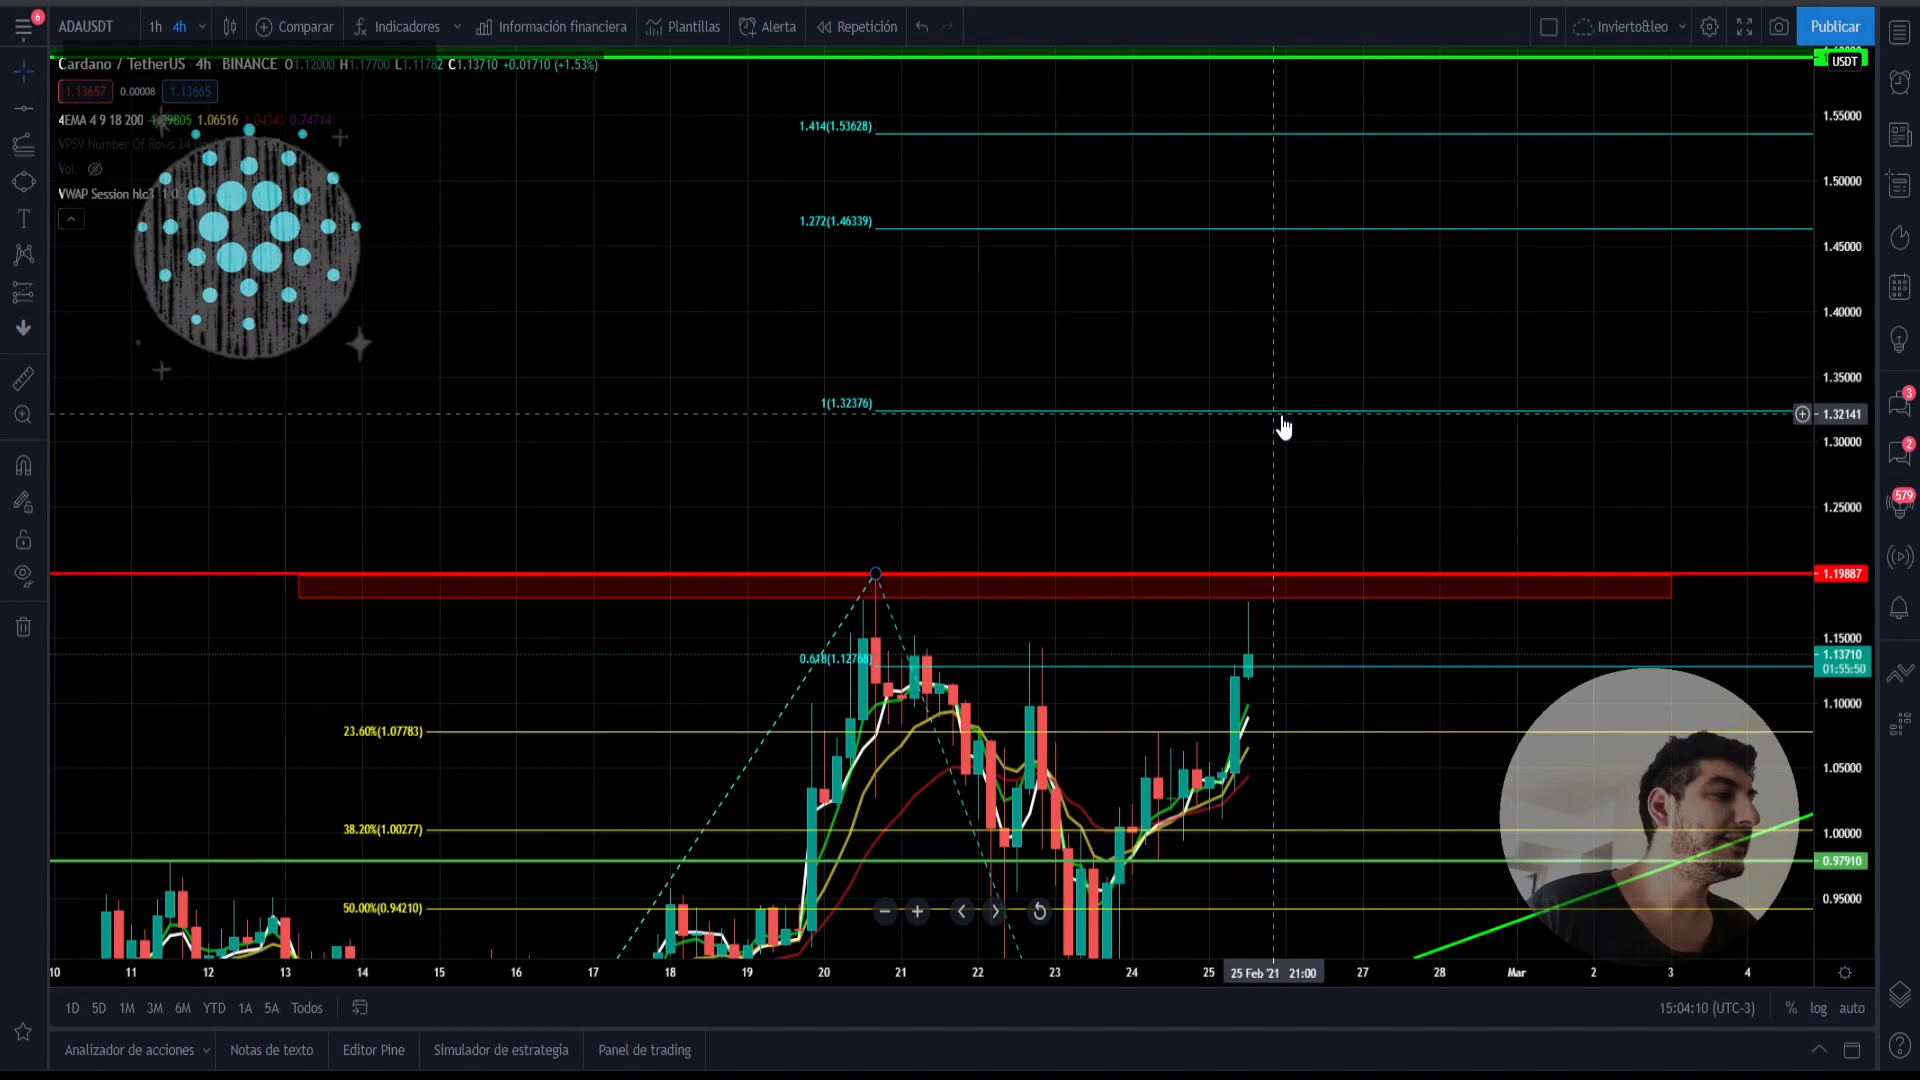 6
ADAUSDT
1h
4h
Comparar
Indicadores
Información financiera
Plantillas
Alerta
Repetición
Invierto&leo
Publicar
Cardano / TetherUS · 4h · BINANCE O1.12000 H1.17700 L1.11782 C1.13710 +0.01710 (+1.53%)
1.13657
0.00008
1.13665
4EMA 4 9 18 200 1.09805 1.06516 1.04343 0.74714
VPSV Number Of Rows 24
Vol.
VWAP Session hlc3 1 0
USDT
1.55000
1.50000
1.45000
1.40000
1.35000
1.32141
1.30000
1.25000
1.19887
1.15000
1.13710
01:55:50
1.10000
1.05000
1.00000
0.97910
0.95000
1.414(1.53628)
1.272(1.46339)
1(1.32376)
0.618(1.12768)
23.60%(1.07783)
38.20%(1.00277)
50.00%(0.94210)
3
2
579
10
11
12
13
14
15
16
17
18
19
20
21
22
23
24
25
25 Feb '21 21:00
27
28
Mar
2
3
4
1D
5D
1M
3M
6M
YTD
1A
5A
Todos
15:04:10 (UTC-3)
%
log
auto
Analizador de acciones
Notas de texto
Editor Pine
Simulador de estrategia
Panel de trading